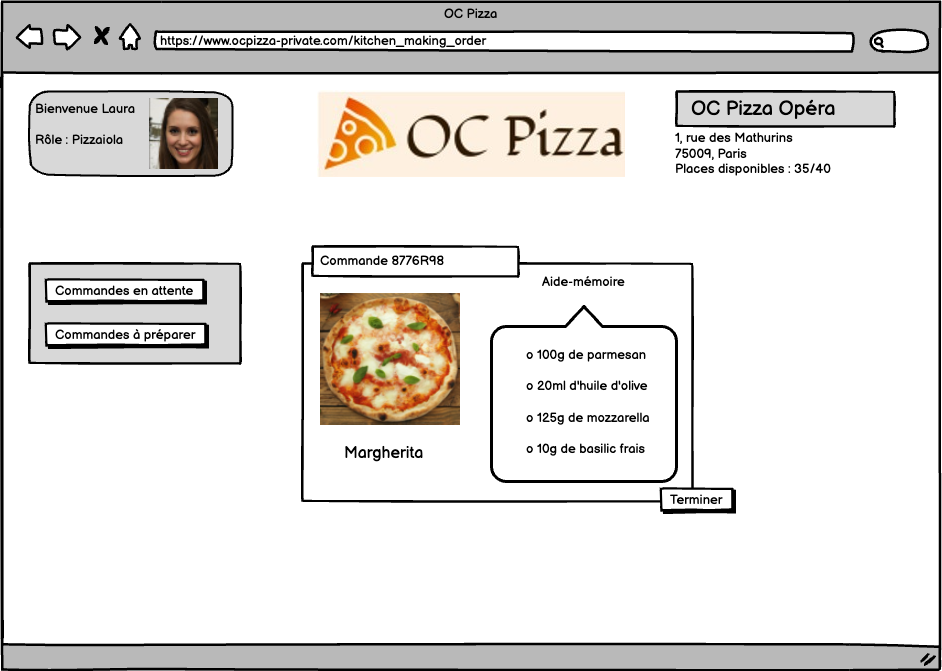 OC Pizza
https://www.ocpizza-private.com/kitchen_making_order
Bienvenue Laura
Rôle : Pizzaiola
OC Pizza
OC Pizza Opéra
1, rue des Mathurins
75009, Paris
Places disponibles : 35/40
Commandes en attente
Commandes à préparer
Commande 8776R98
Margherita
Aide-mémoire
o 100g de parmesan
o 20ml d'huile d'olive
o 125g de mozzarella
o 10g de basilic frais
Terminer